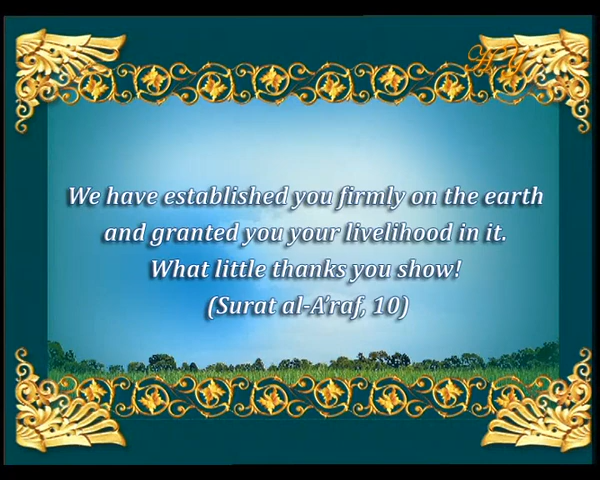 HY
We have established you firmly on the earth
and granted you your livelihood in it.
What little thanks you show!
(Surat al-A'raf, 10)